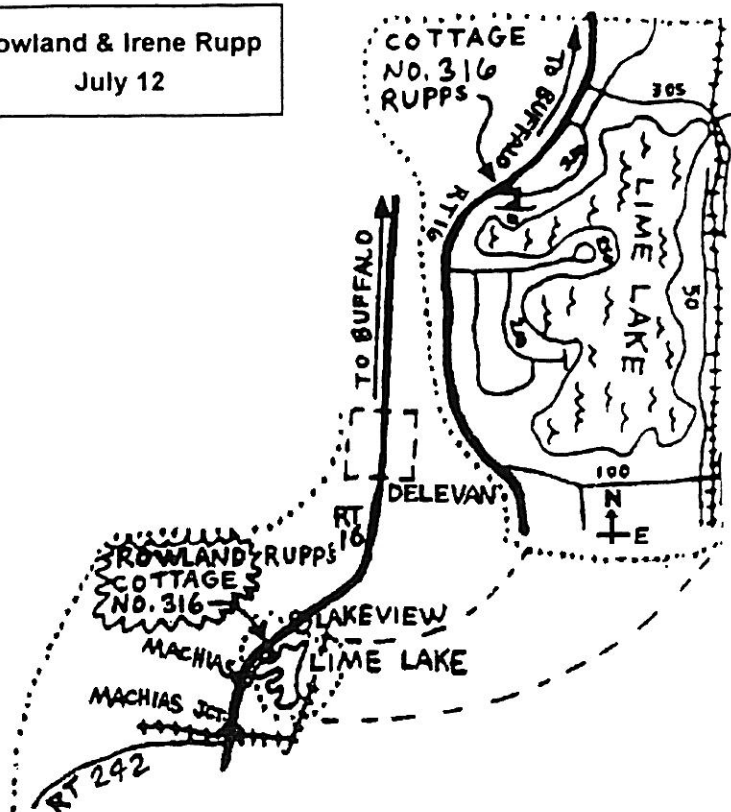 owland & Irene Rupp
July 12
COTTAGE
NO. 316
RUPPS
TO BUFFALO
305
RT 16
LIME LAKE
50
100
N
E
TO BUFFALO
DELEVAN
RT
16
ROWLAND RUPP'S
COTTAGE
NO. 316
LAKEVIEW
MACHIAS
LIME LAKE
MACHIAS JCT.
RT 242